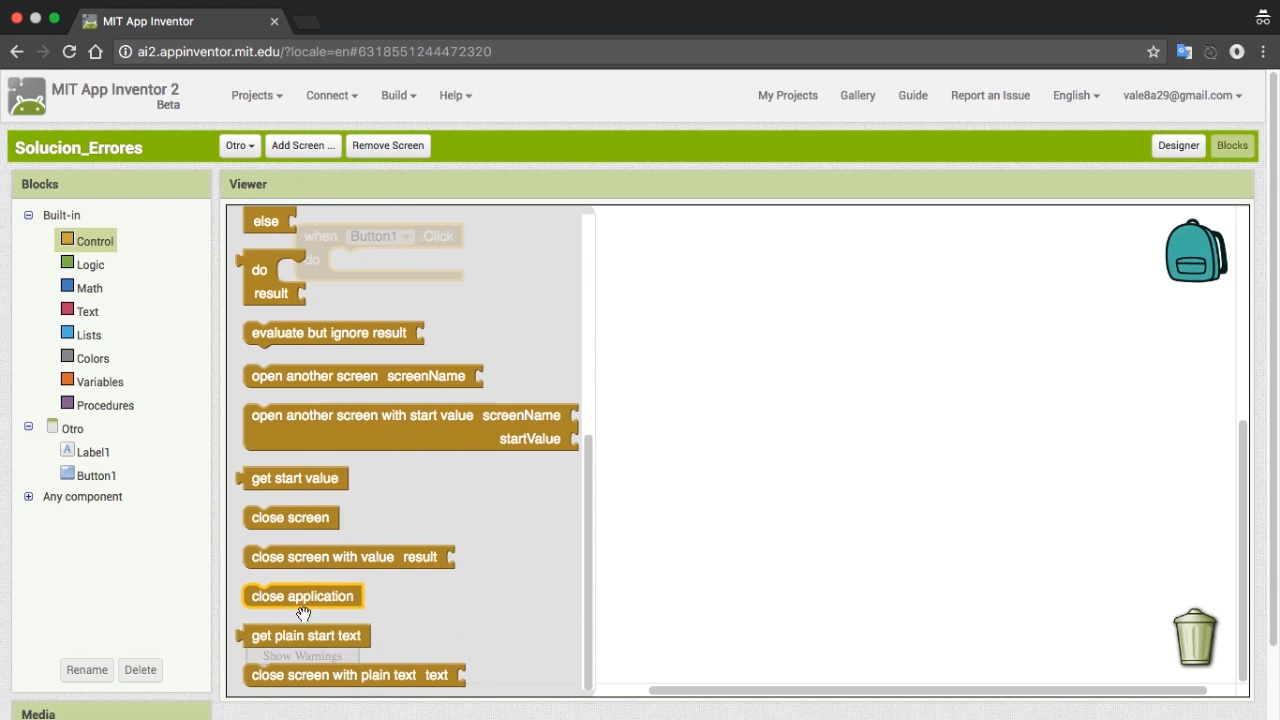 MIT App Inventor
ai2.appinventor.mit.edu/?locale=en#6318551244472320
MIT App Inventor 2
Beta
Projects
Connect
Build
Help
My Projects
Gallery
Guide
Report an Issue
English
vale8a29@gmail.com
Solucion_Errores
Otro
Add Screen ...
Remove Screen
Designer
Blocks
Blocks
Built-in
Control
Logic
Math
Text
Lists
Colors
Variables
Procedures
Otro
A Label1
Button1
Any component
Rename
Delete
Media
Viewer
else
when Button1 .Click
do
do
result
evaluate but ignore result
open another screen screenName
open another screen with start value screenName
startValue
get start value
close screen
close screen with value result
close application
get plain start text
Show Warnings
close screen with plain text text